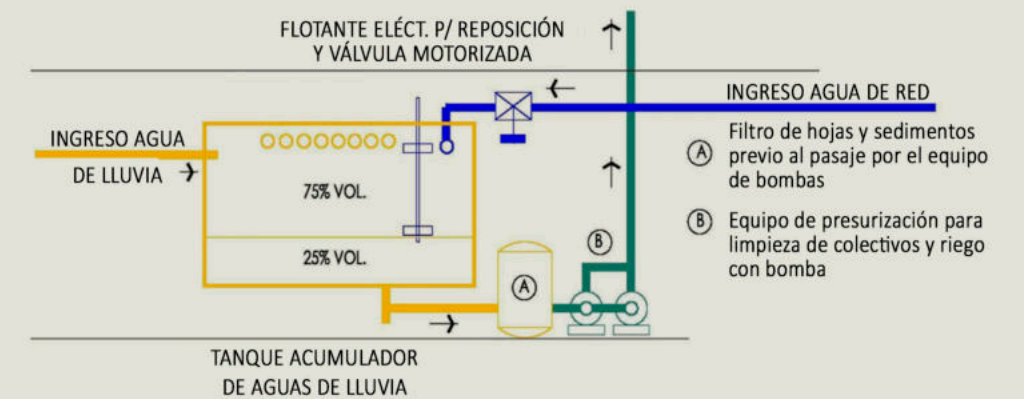 FLOTANTE ELÉCT. P/ REPOSICIÓN
Y VÁLVULA MOTORIZADA
INGRESO AGUA DE RED
INGRESO AGUA
DE LLUVIA
75% VOL.
25% VOL.
A
B
A
Filtro de hojas y sedimentos
previo al pasaje por el equipo
de bombas
B
Equipo de presurización para
limpieza de colectivos y riego
con bomba
TANQUE ACUMULADOR
DE AGUAS DE LLUVIA